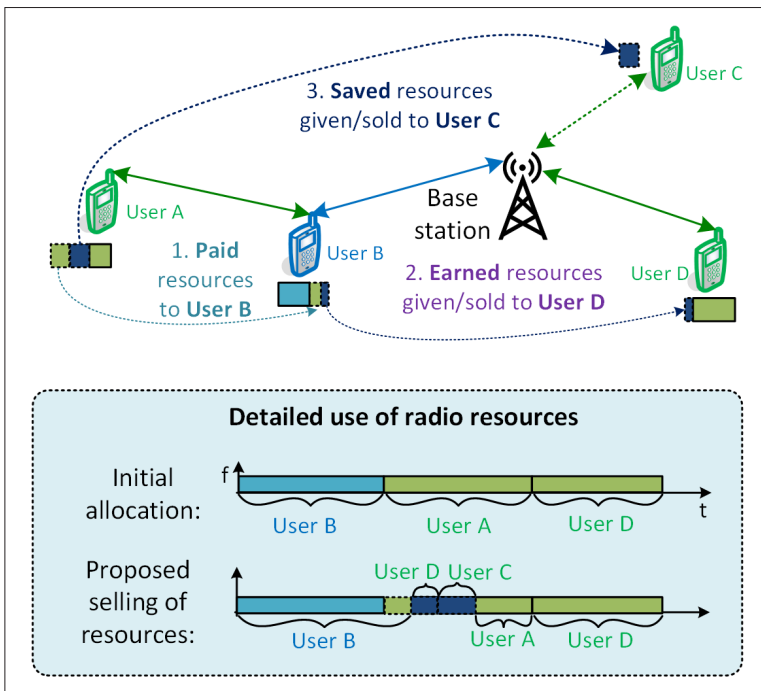 User C
3. Saved resources
given/sold to User C
User A
Base
station
User B
1. Paid
resources
to User B
2. Earned resources
given/sold to User D
User D
Detailed use of radio resources
Initial
allocation:
f
t
User B
User A
User D
Proposed
selling of
resources:
User D
User C
User B
User A
User D